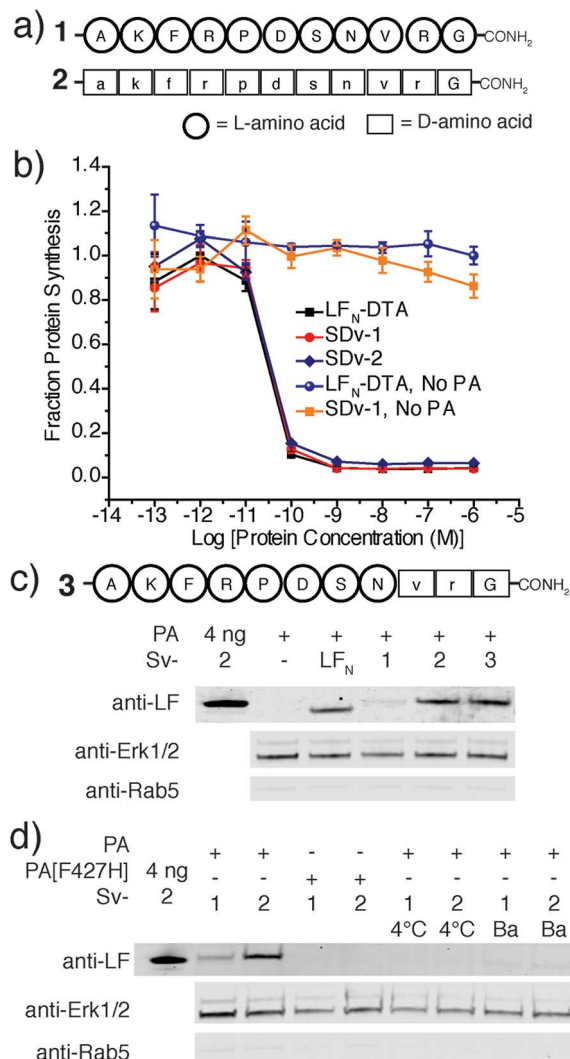 a)
1 A K F R P D S N V R G CONH2
2 a k f r p d s n v r G CONH2
= L-amino acid = D-amino acid
b)
1.4
1.2
1.0
0.8
0.6
0.4
0.2
0.0
Fraction Protein Synthesis
LFN-DTA
SDv-1
SDv-2
LFN-DTA, No PA
SDv-1, No PA
-14 -13 -12 -11 -10 -9 -8 -7 -6 -5
Log [Protein Concentration (M)]
c)
3 A K F R P D S N v r G CONH2
PA 4 ng + + + + +
Sv- 2 - LFN 1 2 3
anti-LF
anti-Erk1/2
anti-Rab5
d)
PA + + - - + + + +
PA[F427H] 4 ng - - + + - - - -
Sv- 2 1 2 1 2 1 2 1 2
4°C 4°C Ba Ba
anti-LF
anti-Erk1/2
anti-Rab5